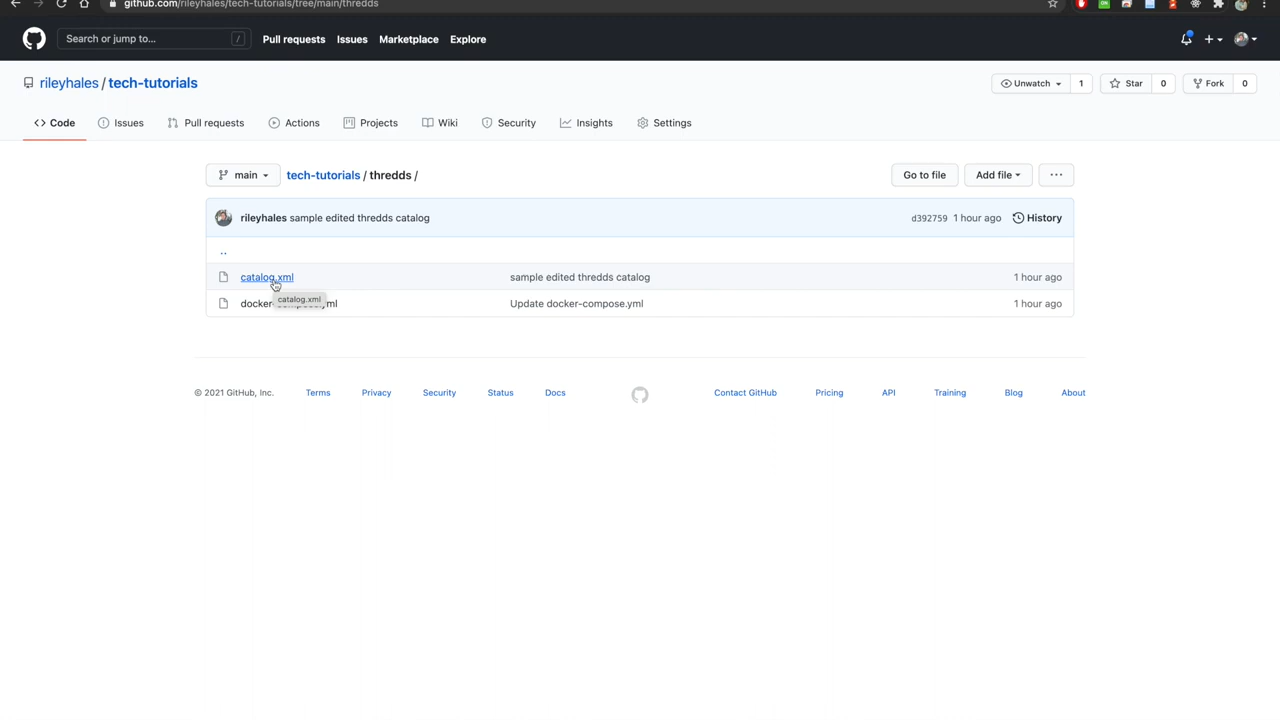 github.com/rileyhales/tech-tutorials/tree/main/thredds
Search or jump to... /
Pull requests Issues Marketplace Explore
rileyhales / tech-tutorials
Unwatch 1 Star 0 Fork 0
Code Issues Pull requests Actions Projects Wiki Security Insights Settings
main tech-tutorials / thredds / Go to file Add file ...
rileyhales sample edited thredds catalog d392759 1 hour ago History
..
catalog.xml sample edited thredds catalog 1 hour ago
catalog.xml
docker-compose.yml Update docker-compose.yml 1 hour ago
© 2021 GitHub, Inc. Terms Privacy Security Status Docs Contact GitHub Pricing API Training Blog About